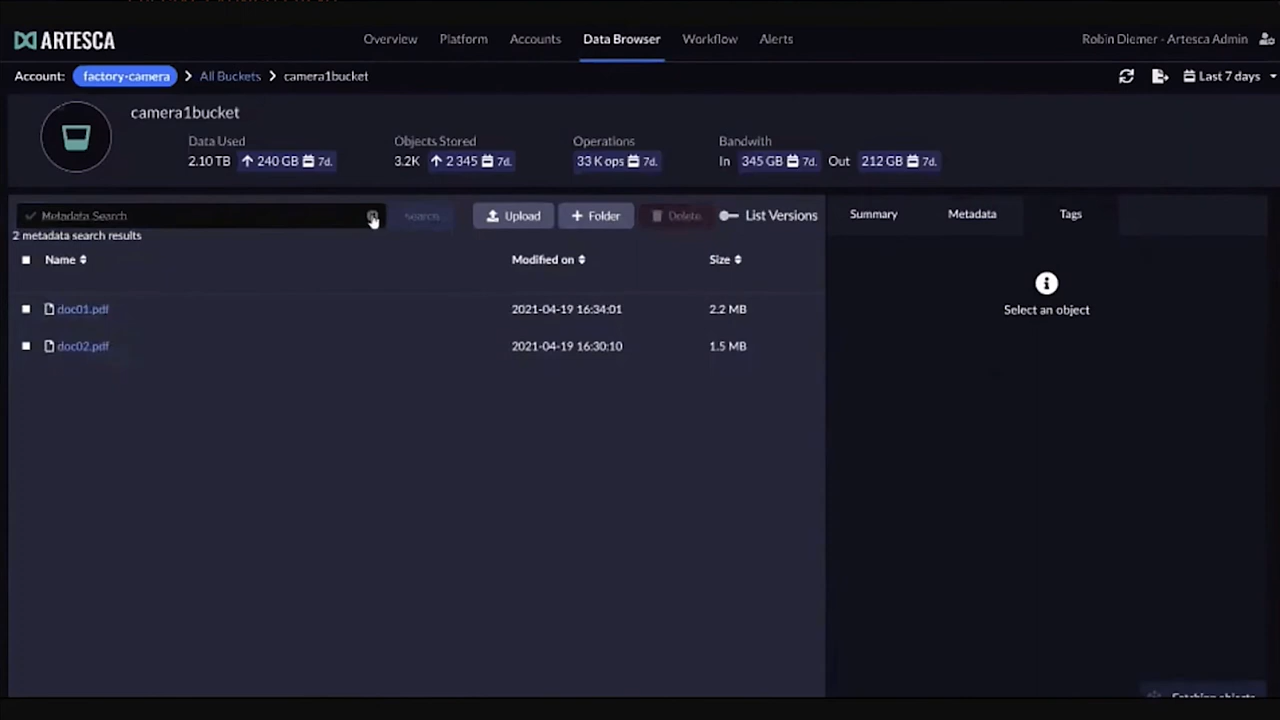 ARTESCA
Overview Platform Accounts Data Browser Workflow Alerts Robin Diemer - Artesca Admin
Account: factory-camera > All Buckets > camera1bucket Last 7 days
camera1bucket
Data Used Objects Stored Operations Bandwith
2.10 TB 240 GB 7d. 3.2K 2 345 7d. 33 K ops 7d. In 345 GB 7d. Out 212 GB 7d.
Metadata Search Search Upload + Folder Delete List Versions Summary Metadata Tags
2 metadata search results
Name Modified on Size
Select an object
doc01.pdf 2021-04-19 16:34:01 2.2 MB
doc02.pdf 2021-04-19 16:30:10 1.5 MB
Fetching objects